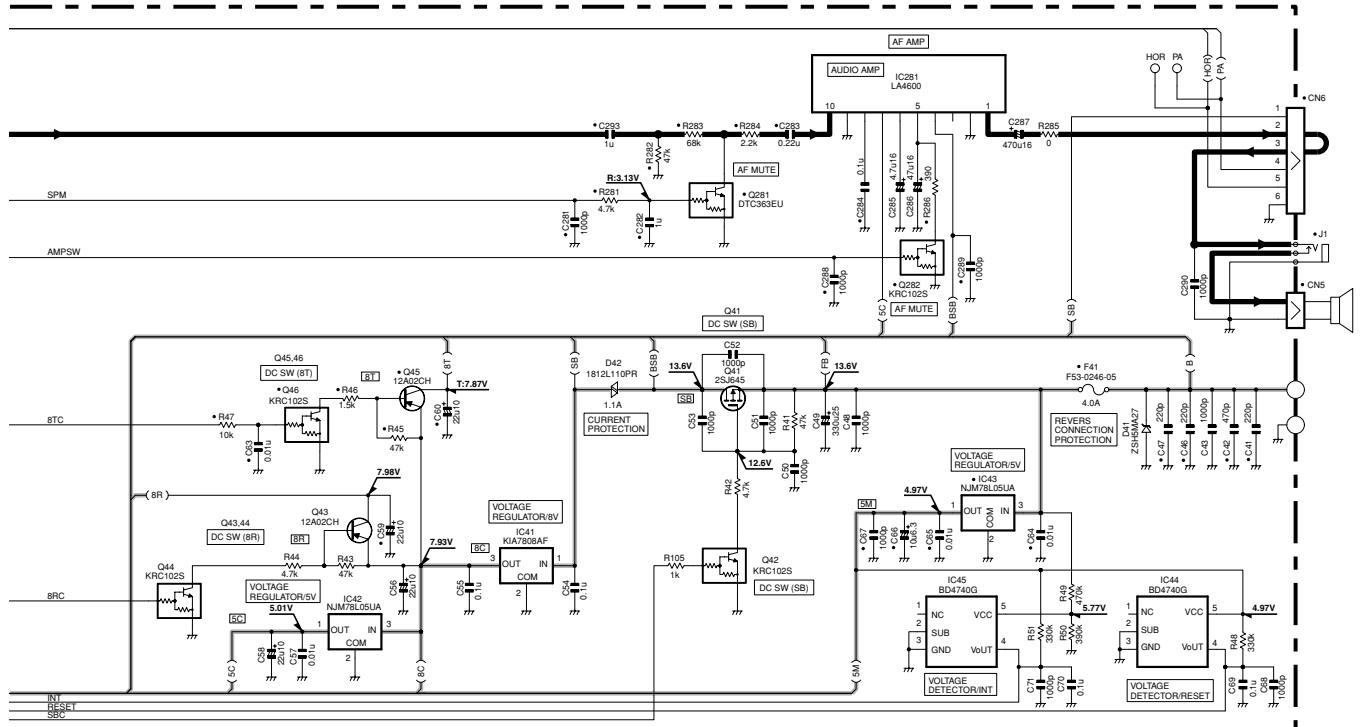 AF AMP
AUDIO AMP
IC281
LA4600
10
5
1
HOR
PA
(HOR)
(PA)
• CN6
1
2
3
4
5
6
• C293
1u
• R282
47k
• R283
68k
• R284
2.2k
• C283
0.22u
C287
470u16
R285
0
SPM
R:3.13V
• R281
4.7k
• C281
1000p
• C282
1u
AF MUTE
• Q281
DTC363EU
• C284
0.1u
C285
4.7u16
C286
47u16
• R286
390
SB
AMPSW
• C288
1000p
• Q282
KRC102S
AF MUTE
• C289
1000p
5C
BSB
C290
1000p
• J1
• CN5
Q41
DC SW (SB)
Q45,46
DC SW (8T)
8T
• Q46
KRC102S
• R46
1.5k
• Q45
12A02CH
8T
T:7.87V
• C60
22u10
SB
BSB
D42
1812L110PR
1.1A
CURRENT
PROTECTION
13.6V
SB
C52
1000p
Q41
2SJ645
C53
1000p
C51
1000p
R41
47k
FB
13.6V
C49
330u25
C48
1000p
• F41
F53-0246-05
4.0A
B
REVERS
CONNECTION
PROTECTION
D41
ZSH5MA27
• C47
220p
• C46
220p
C43
1000p
• C42
470p
• C41
220p
8TC
• R47
10k
• C63
0.01u
• R45
47k
12.6V
R42
4.7k
C50
1000p
8R
7.98V
Q43,44
DC SW (8R)
Q43
12A02CH
8R
• C59
22u10
7.93V
8C
VOLTAGE
REGULATOR/8V
IC41
KIA7808AF
3
OUT
IN
1
COM
2
C56
22u10
C55
0.1u
C54
0.1u
Q44
KRC102S
R44
4.7k
R43
47k
8RC
VOLTAGE
REGULATOR/5V
IC42
NJM78L05UA
1
OUT
IN
3
COM
2
5.01V
5C
C58
22u10
C57
0.01u
5C
8C
R105
1k
Q42
KRC102S
DC SW (SB)
VOLTAGE
REGULATOR/5V
• IC43
NJM78L05UA
1
OUT
IN
3
COM
2
4.97V
5M
• C67
1000p
• C66
10u6.3
• C65
0.01u
• C64
0.01u
5M
IC45
BD4740G
1
NC
VCC
5
2
SUB
3
GND
VoUT
4
VOLTAGE
DETECTOR/INT
R51
330k
R49
470k
R50
390k
5.77V
C71
1000p
C70
0.1u
IC44
BD4740G
1
NC
VCC
5
2
SUB
3
GND
VoUT
4
VOLTAGE
DETECTOR/RESET
4.97V
R48
330k
C69
0.1u
C68
1000p
INT
RESET
SBC